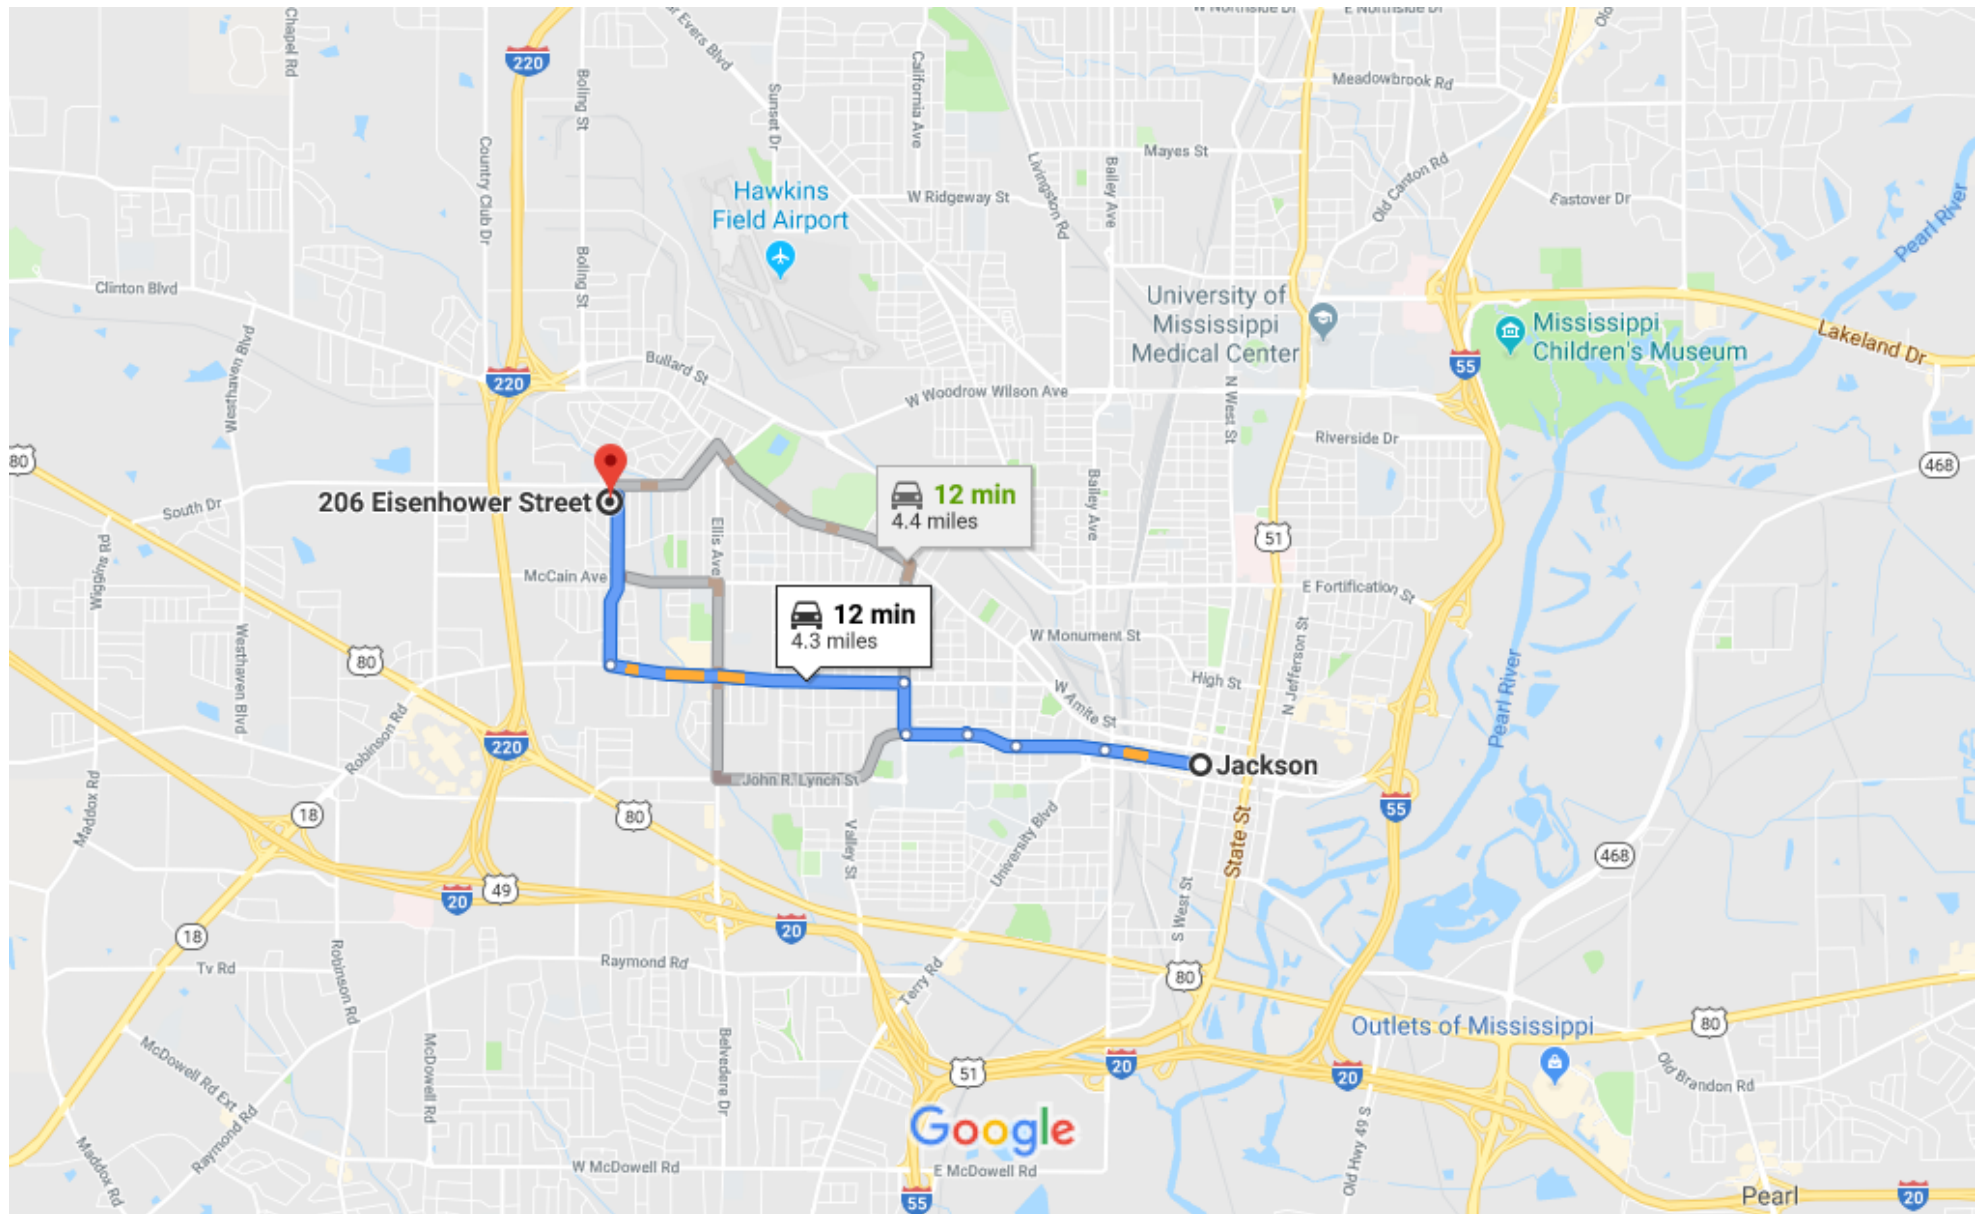 W Northside Dr
E Northside Dr
Old
Chapel Rd
r Evers Blvd
220
Boling St
California Ave
Sunset Dr
Meadowbrook Rd
Country Club Dr
Livingston Rd
Bailey Ave
Mayes St
Old Canton Rd
Hawkins
Field Airport
W Ridgeway St
Eastover Dr
Pearl River
Boling St
Clinton Blvd
University of
Mississippi
Medical Center
Mississippi
Children's Museum
Lakeland Dr
Westhaven Blvd
Bullard St
55
220
W Woodrow Wilson Ave
N West St
Riverside Dr
80
468
206 Eisenhower Street
12 min
4.4 miles
South Dr
Bailey Ave
Ellis Ave
51
Wiggins Rd
McCain Ave
E Fortification St
12 min
4.3 miles
W Monument St
N Jefferson St
Westhaven Blvd
80
High St
W Amite St
Pearl River
Robinson Rd
220
Jackson
John R. Lynch St
Maddox Rd
18
80
55
Valley St
University Blvd
State St
468
49
20
20
S West St
18
Robinson Rd
Tv Rd
Raymond Rd
Terry Rd
80
Outlets of Mississippi
80
McDowell Rd Ext
McDowell Rd
Belvedere Dr
51
20
20
Old Brandon Rd
Raymond Rd
Google
Old Hwy 49 S
Maddox Rd
W McDowell Rd
E McDowell Rd
55
Pearl
20